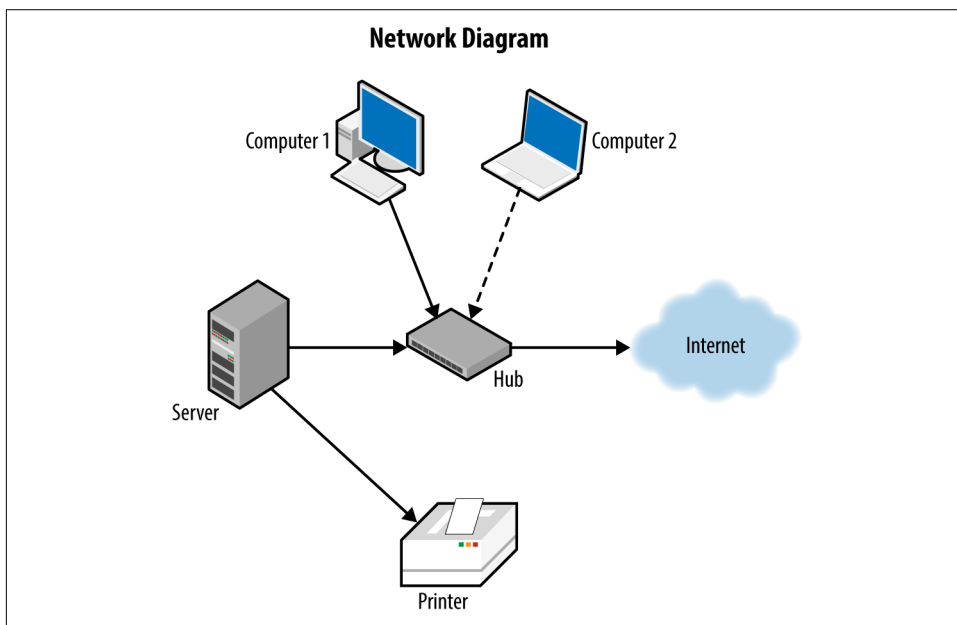 Network Diagram
Computer 1
Computer 2
Internet
Hub
Server
Printer